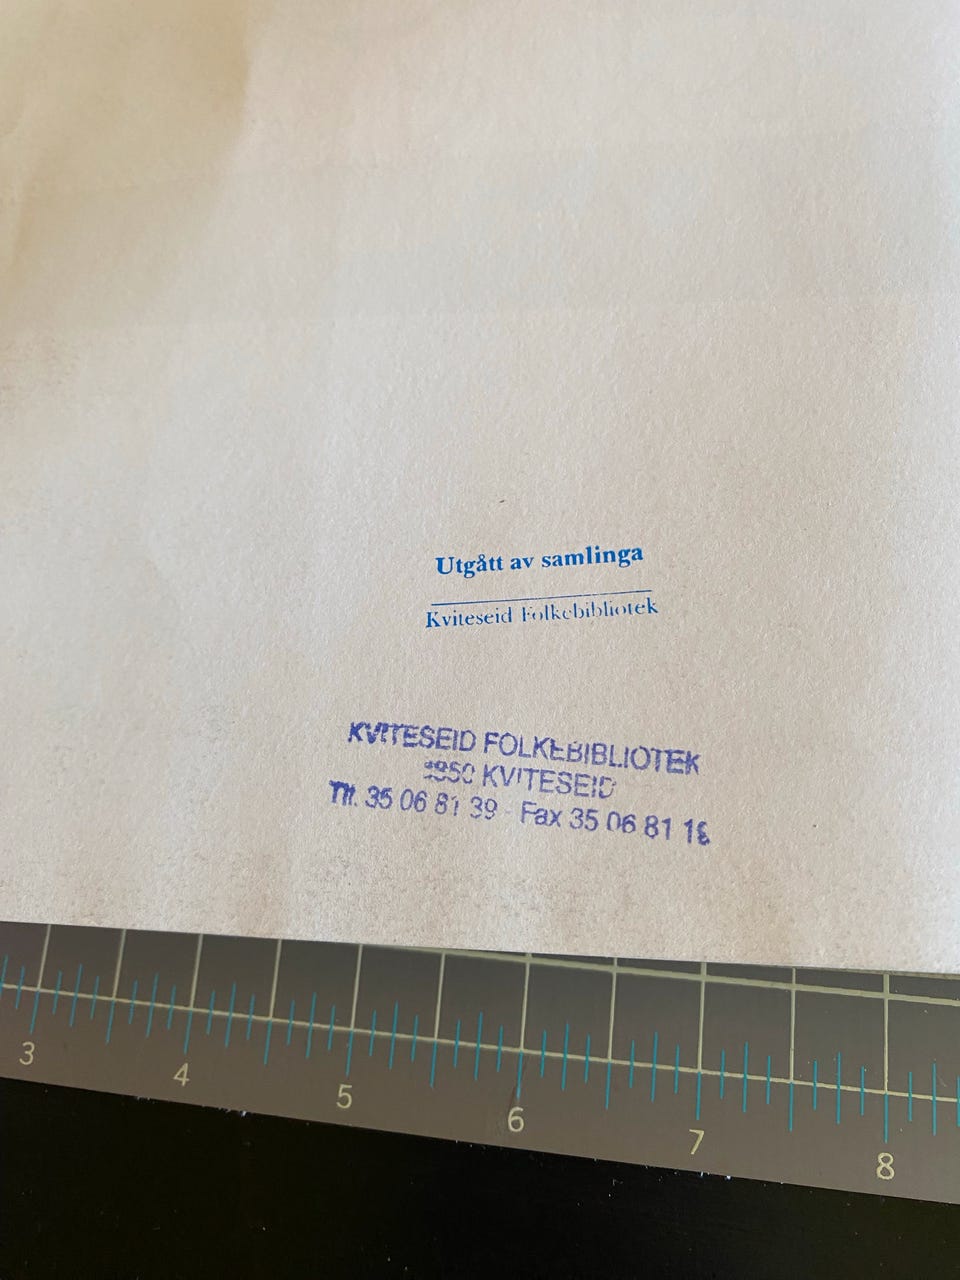 Utgått av samlinga
Kviteseid Folkebibliotek
KVITESEID FOLKEBIBLIOTEK
KVITESEID
Tlf. 35 06 81 39 - Fax 35 06 81
3 4 5 6 7 8